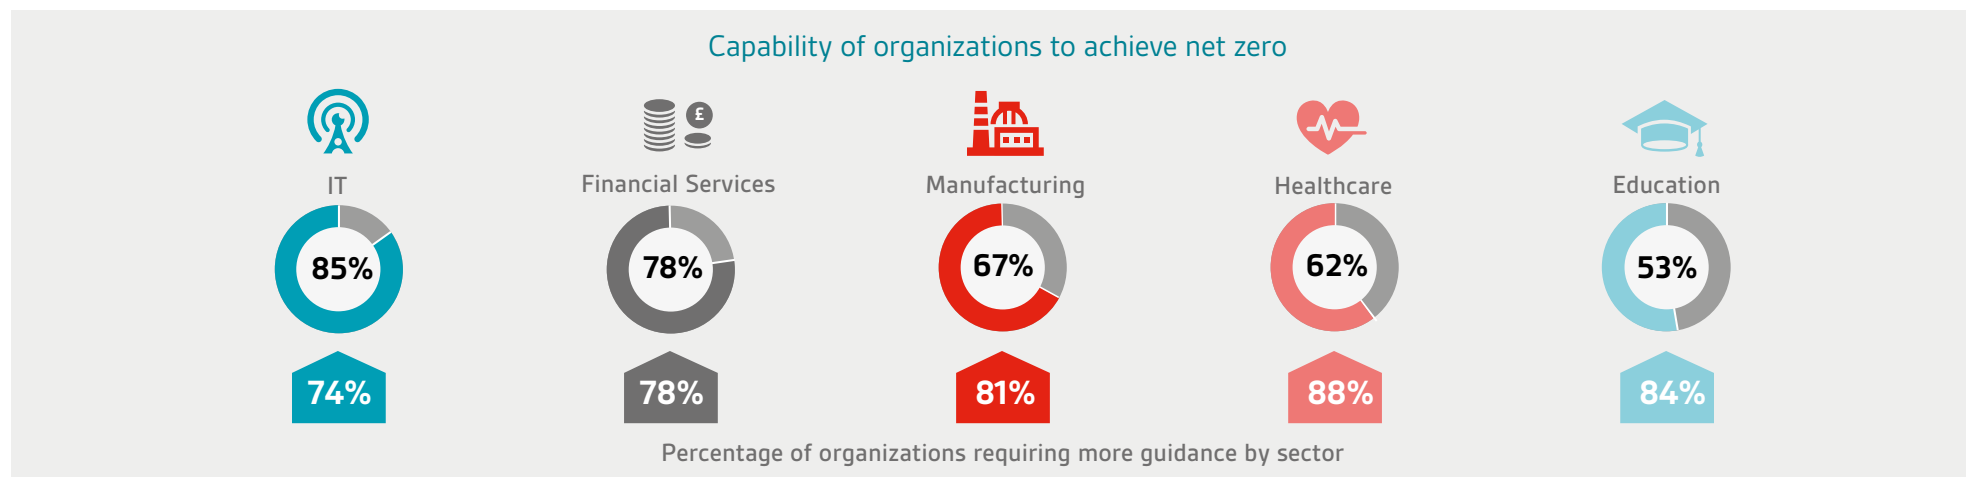 Capability of organizations to achieve net zero
£
IT
Financial Services
Manufacturing
Healthcare
Education
85%
78%
67%
62%
53%
74%
78%
81%
88%
84%
Percentage of organizations requiring more guidance by sector